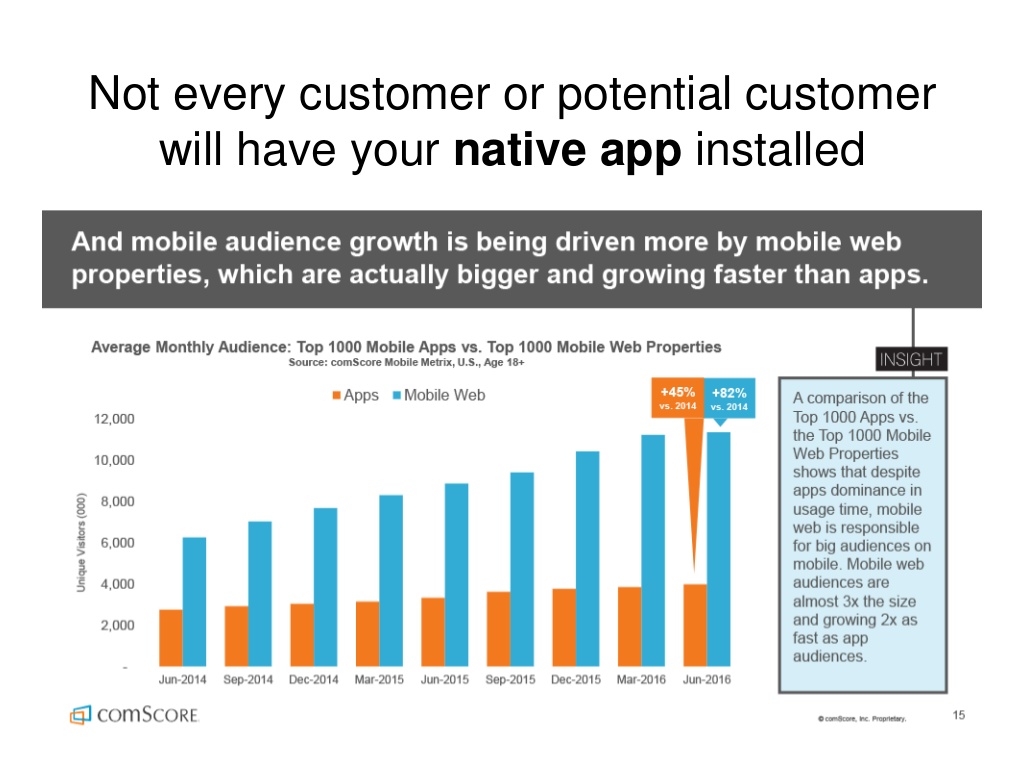 Not every customer or potential customer
will have your native app installed
And mobile audience growth is being driven more by mobile web
properties, which are actually bigger and growing faster than apps.
Average Monthly Audience: Top 1000 Mobile Apps vs. Top 1000 Mobile Web Properties
Source: comScore Mobile Metrix, U.S., Age 18+
INSIGHT
Apps
Mobile Web
+45%
vs. 2014
+82%
vs. 2014
Unique Visitors (000)
12,000
10,000
8,000
6,000
4,000
2,000
-
Jun-2014 Sep-2014 Dec-2014 Mar-2015 Jun-2015 Sep-2015 Dec-2015 Mar-2016 Jun-2016
A comparison of the
Top 1000 Apps vs.
the Top 1000 Mobile
Web Properties
shows that despite
apps dominance in
usage time, mobile
web is responsible
for big audiences on
mobile. Mobile web
audiences are
almost 3x the size
and growing 2x as
fast as app
audiences.
comSCORE
© comScore, Inc. Proprietary.
15